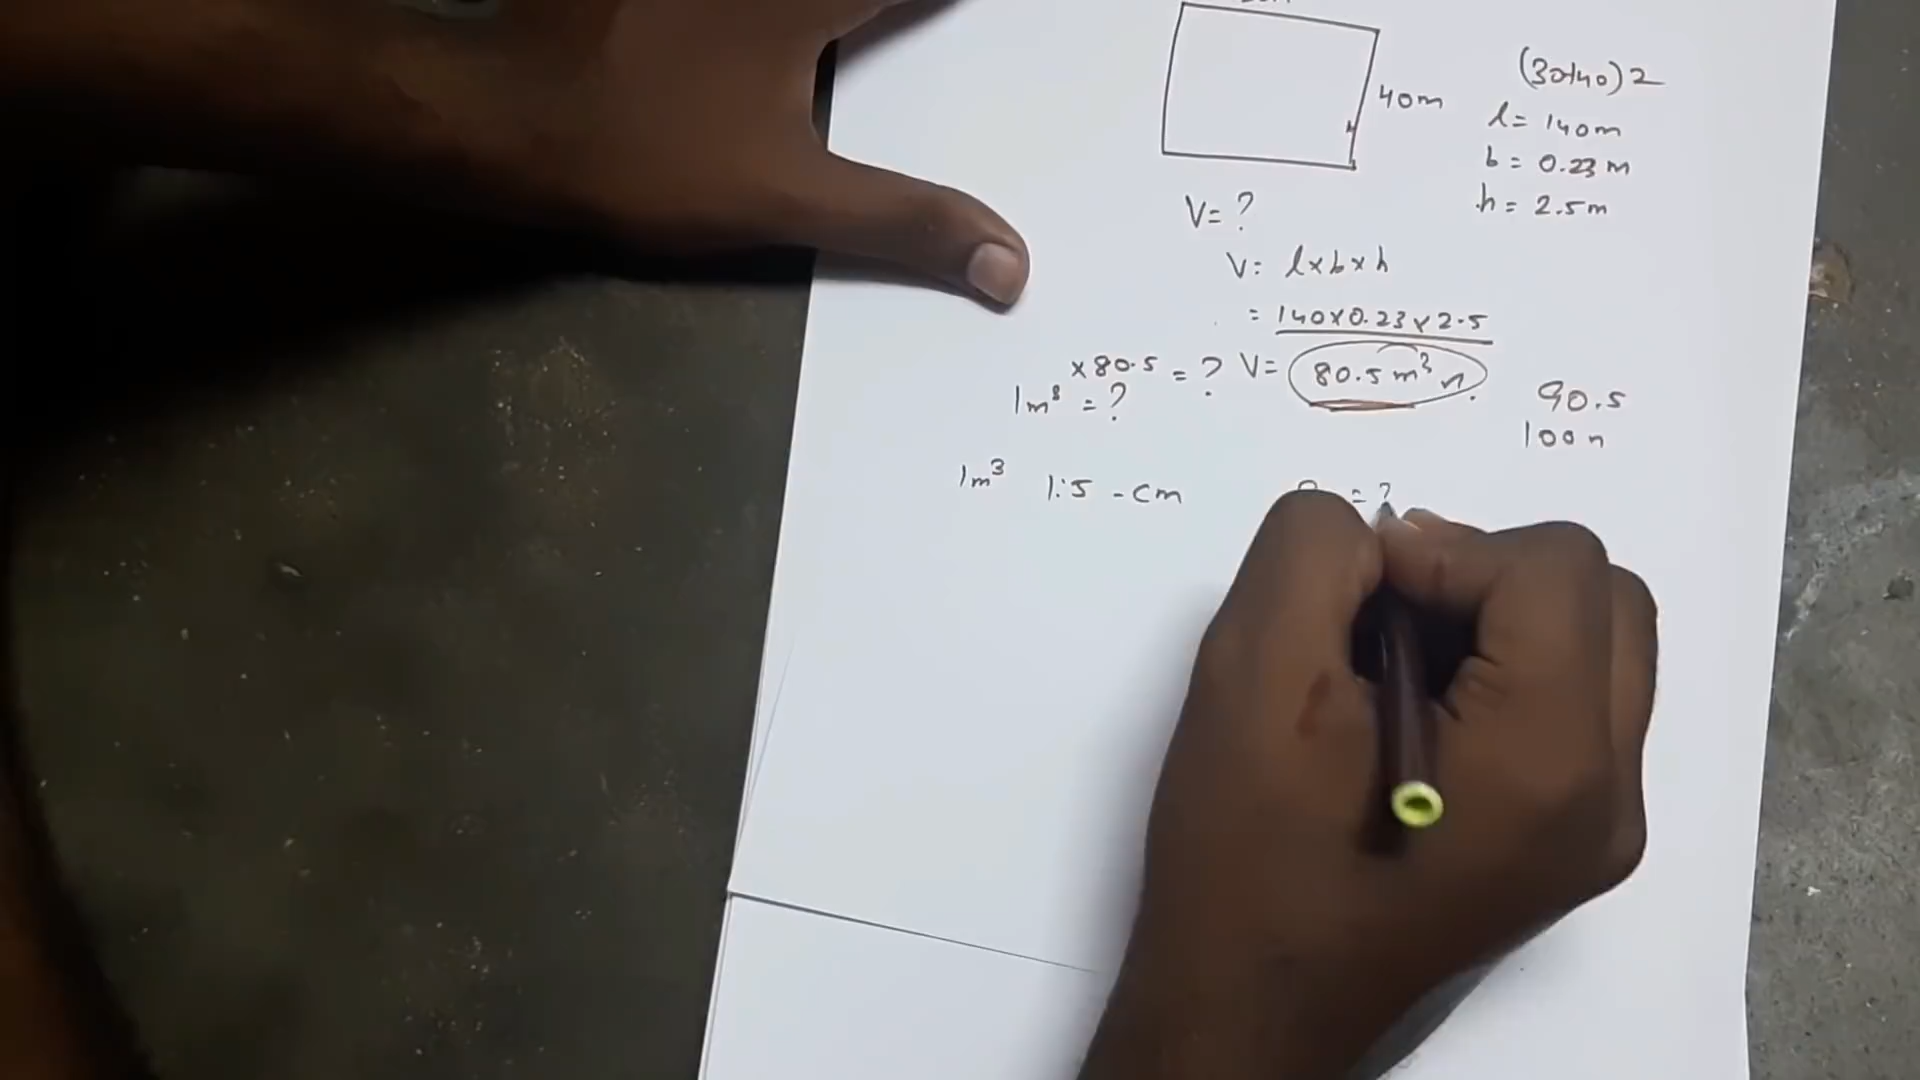 40m
(30+40)2
l= 140m
b = 0.23 m
h = 2.5m
V= ?
V= l×b×h
= 140×0.23×2.5
×80.5 = ?
V= 80.5 m³
1m³ = ?
90.5
100
1m³ 1:5 - cm
= ?